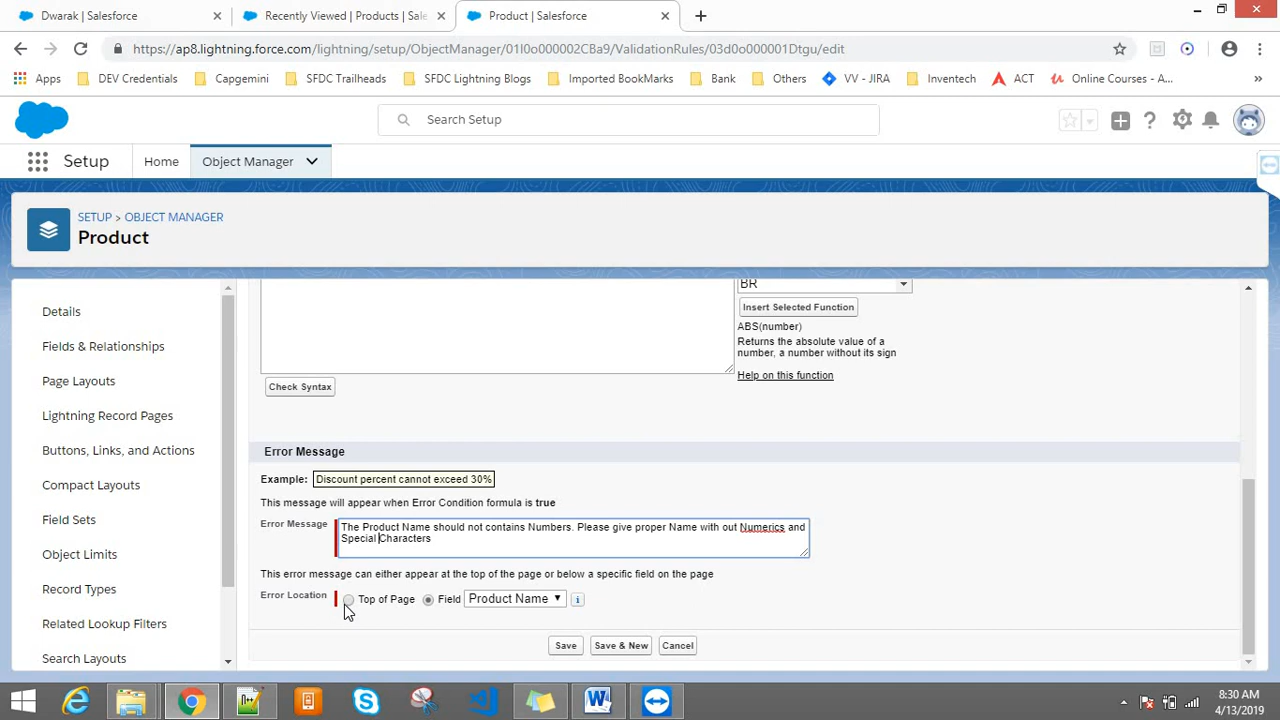 Dwarak | Salesforce
Recently Viewed | Products | Sale
Product | Salesforce
https://ap8.lightning.force.com/lightning/setup/ObjectManager/01I0o000002CBa9/ValidationRules/03d0o000001Dtgu/edit
Apps DEV Credentials Capgemini SFDC Trailheads SFDC Lightning Blogs Imported BookMarks Bank Others VV - JIRA Inventech ACT Online Courses - A... »
Search Setup
Setup Home Object Manager
SETUP > OBJECT MANAGER
Product
Details
Fields & Relationships
Page Layouts
Lightning Record Pages
Buttons, Links, and Actions
Compact Layouts
Field Sets
Object Limits
Record Types
Related Lookup Filters
Search Layouts
BR
Insert Selected Function
ABS(number)
Returns the absolute value of a
number, a number without its sign
Help on this function
Check Syntax
Error Message
Example: Discount percent cannot exceed 30%
This message will appear when Error Condition formula is true
Error Message
The Product Name should not contains Numbers. Please give proper Name with out Numerics and
Special Characters
This error message can either appear at the top of the page or below a specific field on the page
Error Location Top of Page Field Product Name i
Save Save & New Cancel
8:30 AM
4/13/2019